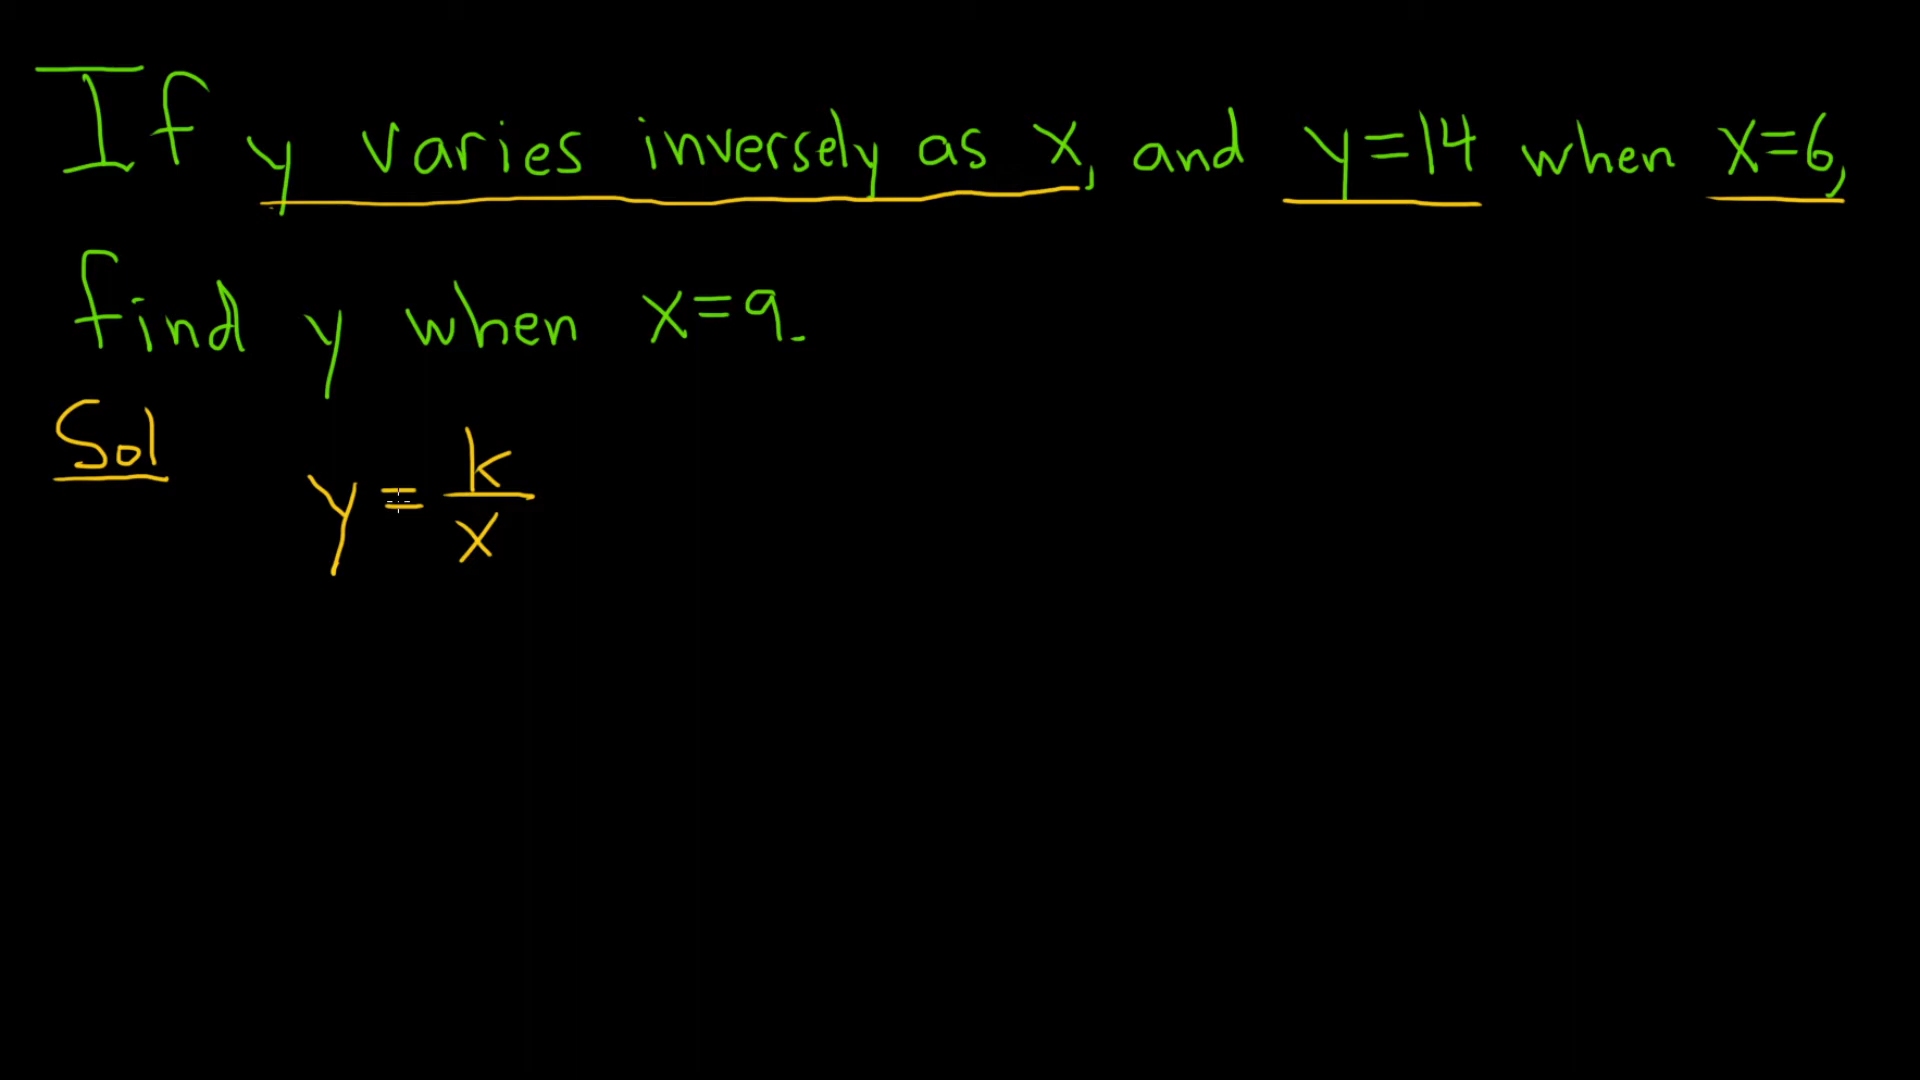 If y varies inversely as x, and y=14 when x=6,
find y when x=9.
Sol
y = k/x